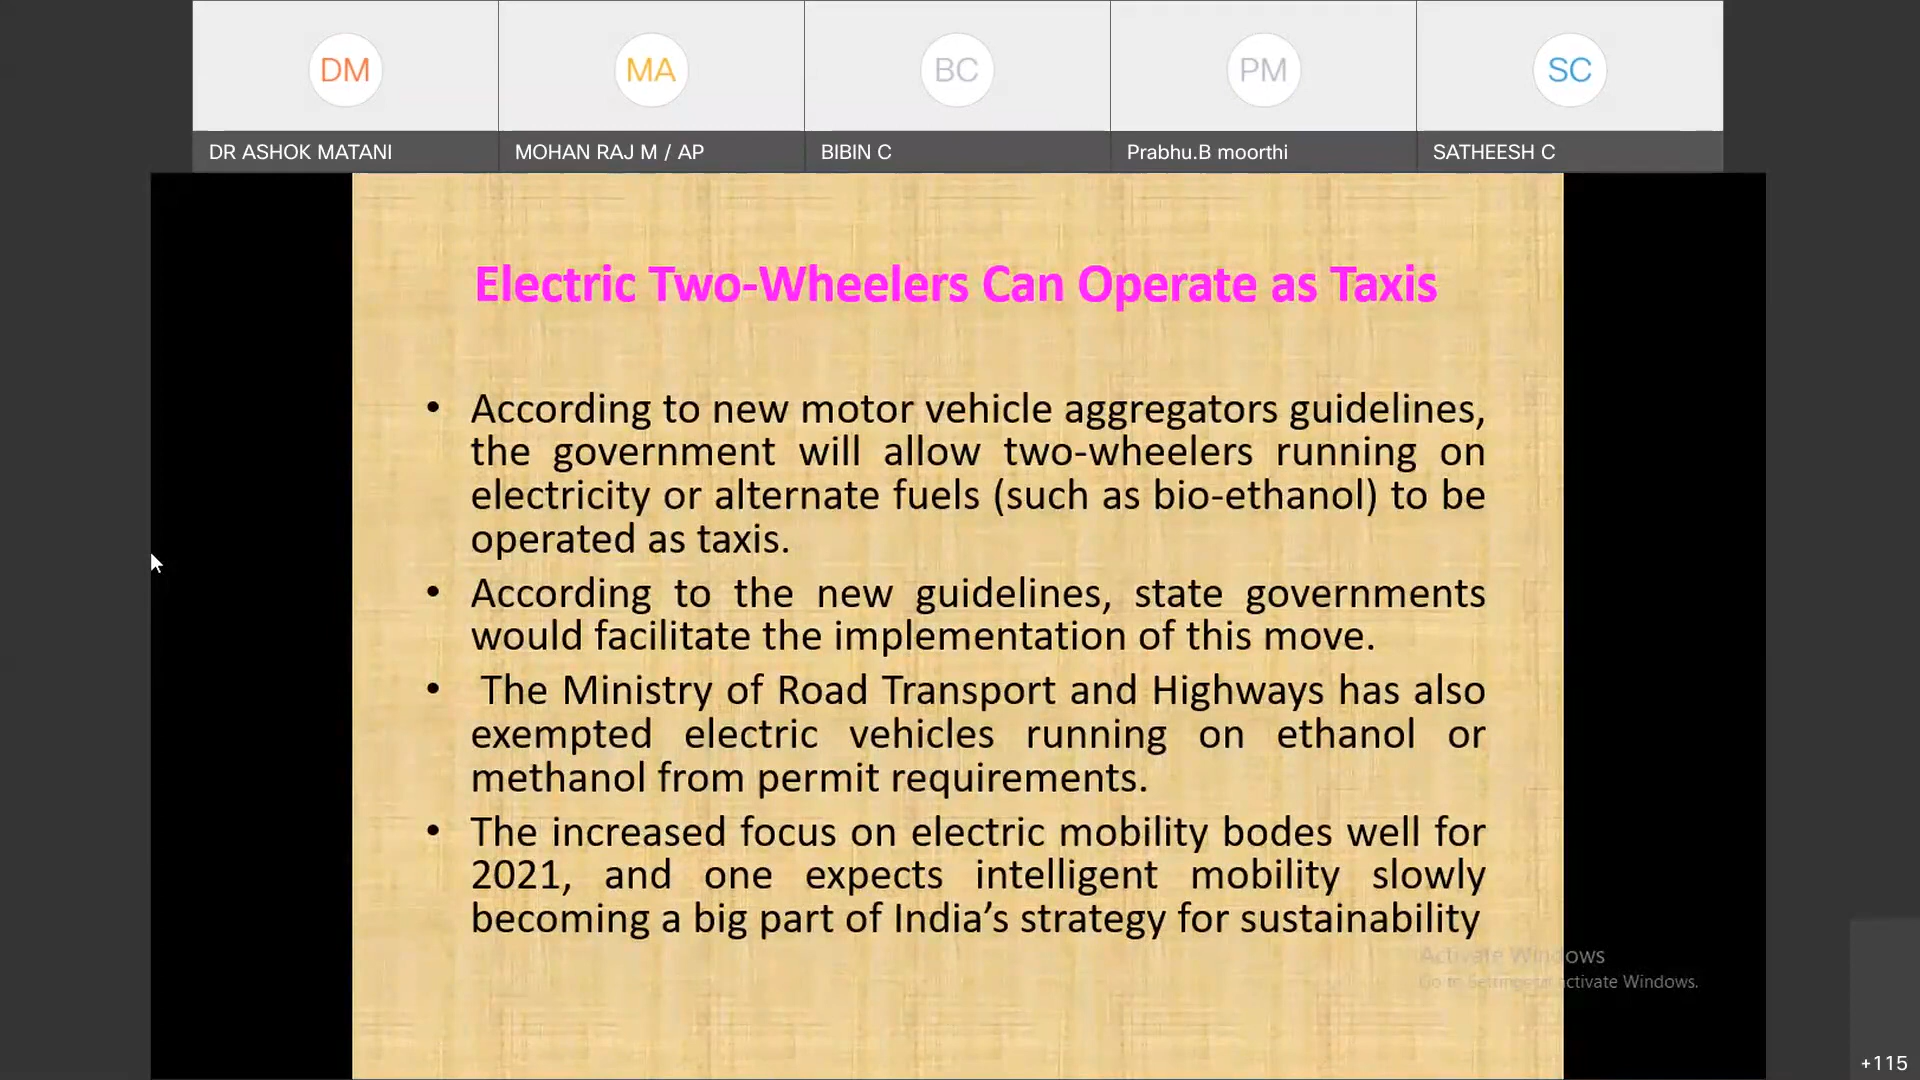 DM
MA
BC
PM
SC
DR ASHOK MATANI
MOHAN RAJ M / AP
BIBIN C
Prabhu.B moorthi
SATHEESH C
Electric Two-Wheelers Can Operate as Taxis
• According to new motor vehicle aggregators guidelines,
the government will allow two-wheelers running on
electricity or alternate fuels (such as bio-ethanol) to be
operated as taxis.
• According to the new guidelines, state governments
would facilitate the implementation of this move.
• The Ministry of Road Transport and Highways has also
exempted electric vehicles running on ethanol or
methanol from permit requirements.
• The increased focus on electric mobility bodes well for
2021, and one expects intelligent mobility slowly
becoming a big part of India’s strategy for sustainability
Activate Windows
Go to Settings to activate Windows.
+115